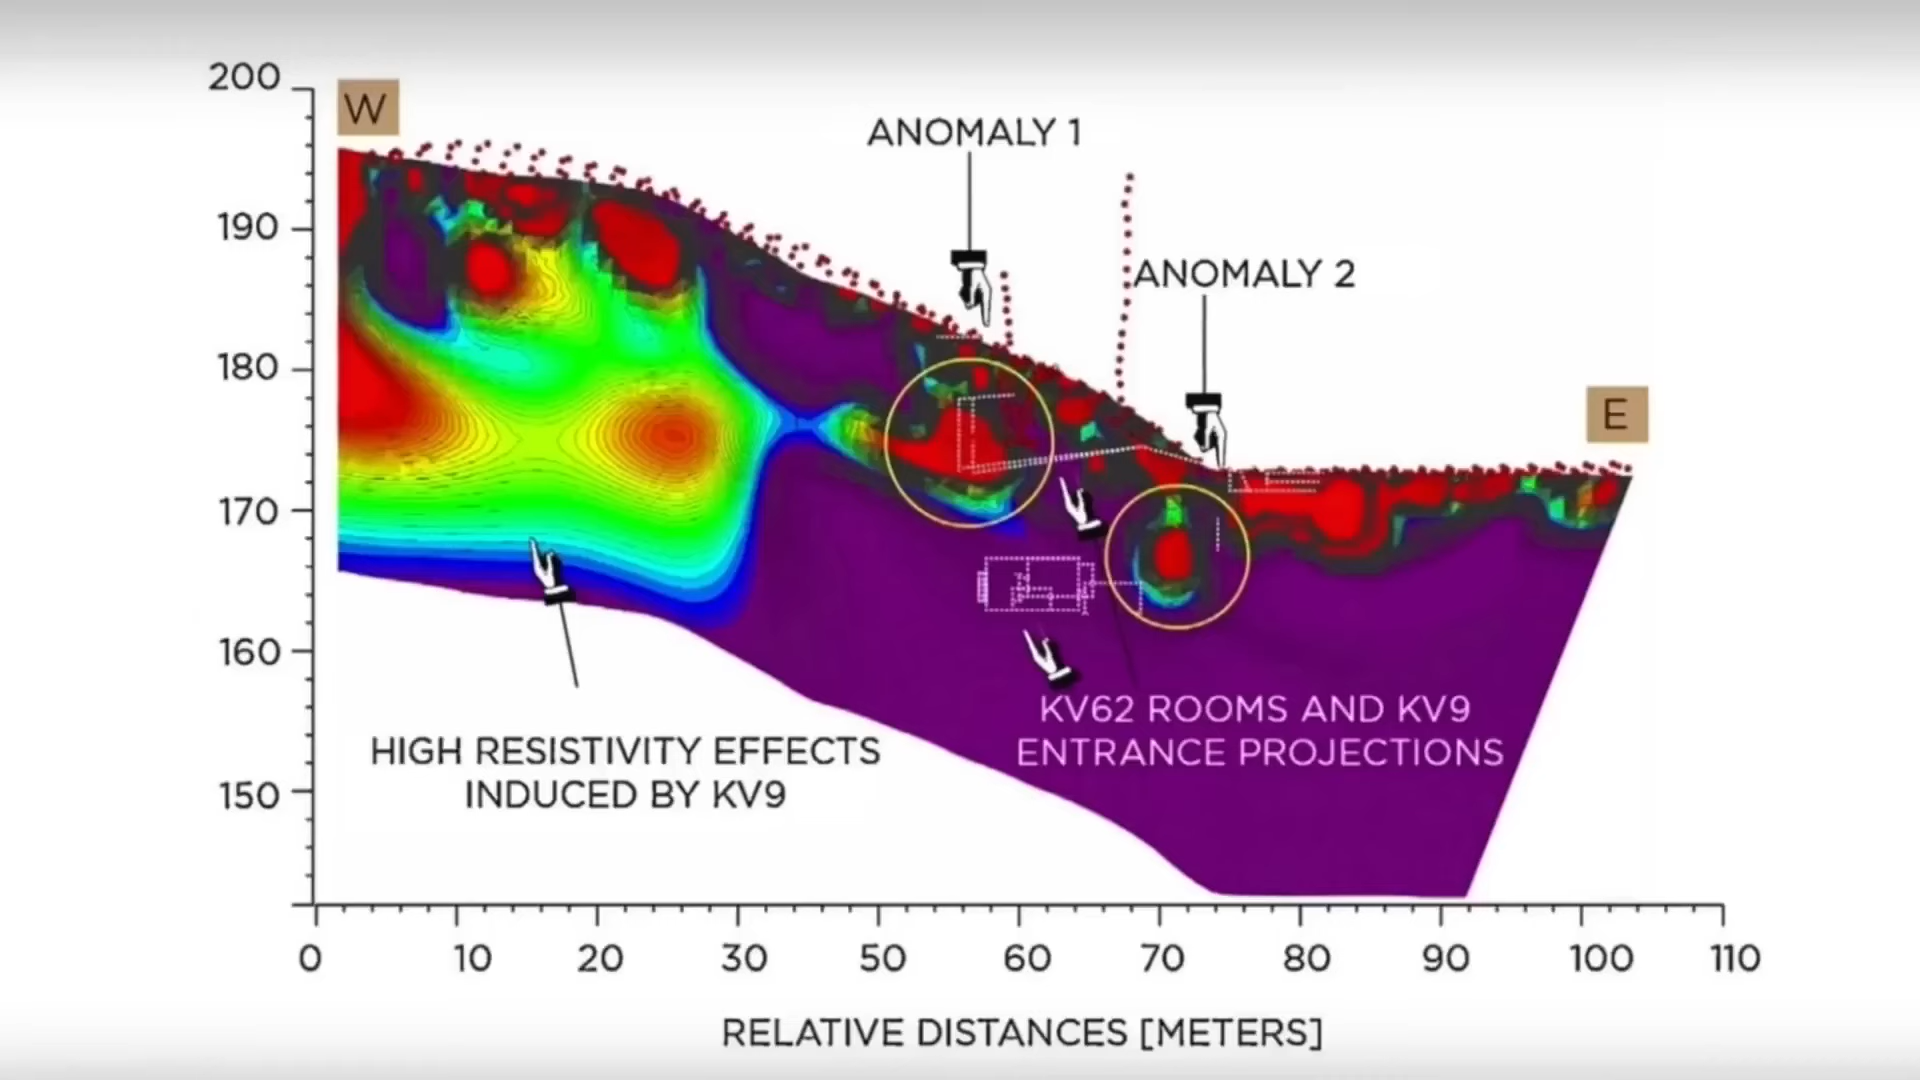 200
W
ANOMALY 1
190
ANOMALY 2
180
E
170
160
KV62 ROOMS AND KV9
ENTRANCE PROJECTIONS
HIGH RESISTIVITY EFFECTS
INDUCED BY KV9
150
0 10 20 30 50 60 70 80 90 100 110
RELATIVE DISTANCES [METERS]